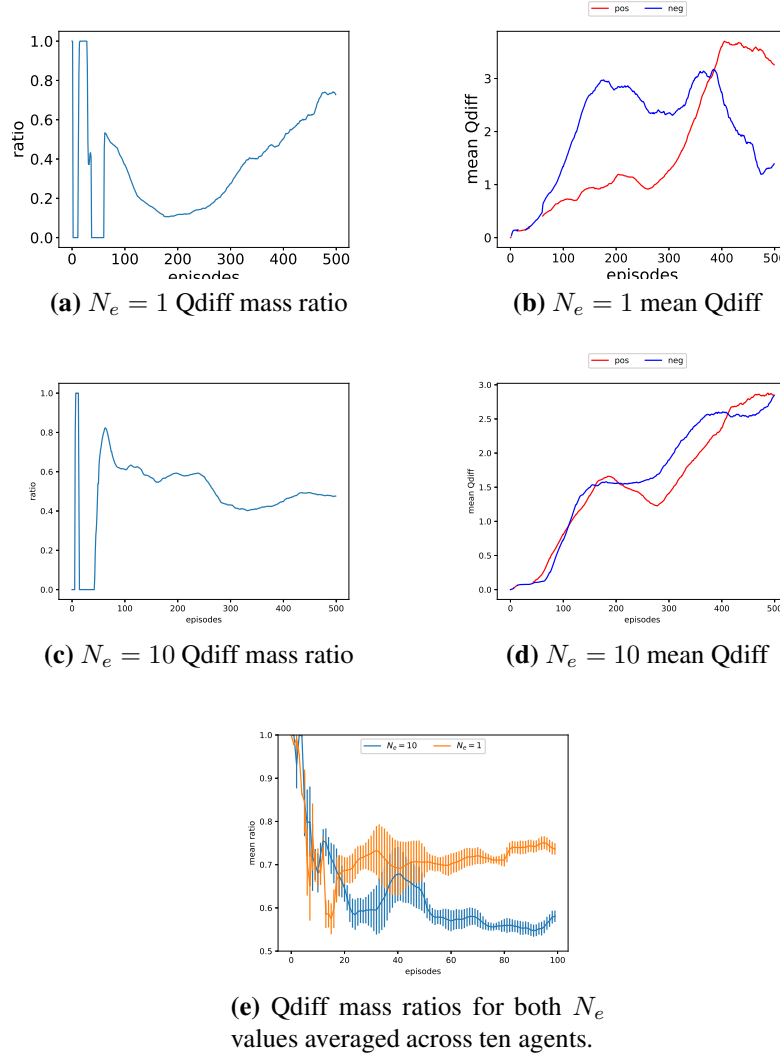 pos neg
1.0
0.8
0.6
0.4
0.2
0.0
ratio
0 100 200 300 400 500
episodes
(a) N_e = 1 Qdiff mass ratio
3
2
1
0
mean Qdiff
0 100 200 300 400 500
episodes
(b) N_e = 1 mean Qdiff
pos neg
1.0
0.8
0.6
0.4
0.2
0.0
ratio
0 100 200 300 400 500
episodes
(c) N_e = 10 Qdiff mass ratio
3.0
2.5
2.0
1.5
1.0
0.5
0.0
mean Qdiff
0 100 200 300 400 500
episodes
(d) N_e = 10 mean Qdiff
N_e = 10 N_e = 1
1.0
0.9
0.8
0.7
0.6
0.5
mean ratio
0 20 40 60 80 100
episodes
(e) Qdiff mass ratios for both N_e
values averaged across ten agents.